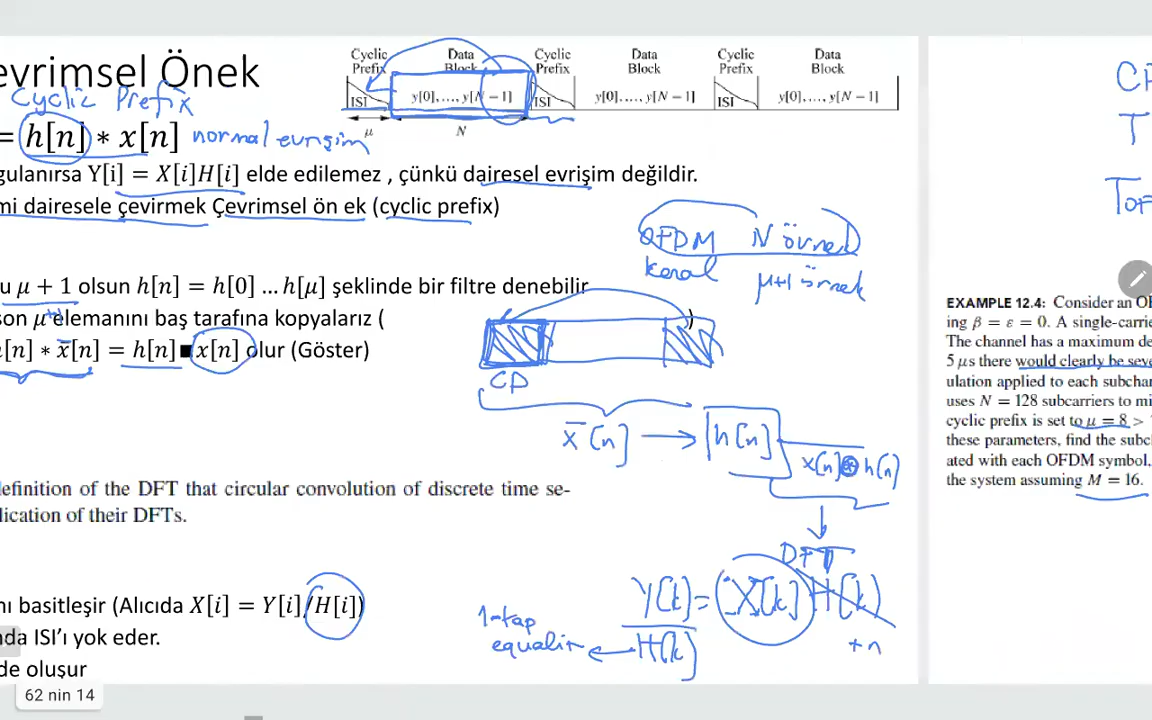 evrimsel Önek
Cyclic Prefix
= h[n] ∗ x[n] normal evrişim
Cyclic Prefix Data Block Cyclic Prefix Data Block Cyclic Prefix Data Block
ISI y[0],..., y[N − 1] ISI y[0],..., y[N − 1] ISI y[0],..., y[N − 1]
μ N
gulanırsa Y[i] = X[i]H[i] elde edilemez , çünkü dairesel evrişim değildir.
mi dairesele çevirmek Çevrimsel ön ek (cyclic prefix)
OFDM N örnek
kanal μ+1 örnek
u μ + 1 olsun h[n] = h[0] … h[μ] şeklinde bir filtre denebilir
son μ elemanını baş tarafına kopyalarız ( )
h[n] ∗ x̄[n] = h[n]■x[n] olur (Göster)
CP
x̄[n] → h[n]
x[n] ⊛ h[n]
definition of the DFT that circular convolution of discrete time se-
lication of their DFTs.
DFT
Y[k] = X[k] H[k]
+n
H[k]
1-tap
nı basitleşir (Alıcıda X[i] = Y[i]/H[i])
nda ISI’ı yok eder.
de oluşur
62 nin 14
CP
T
EXAMPLE 12.4: Consider an OF
ing β = ε = 0. A single-carrie
The channel has a maximum de
5 μs there would clearly be seve
ulation applied to each subchar
uses N = 128 subcarriers to mi
cyclic prefix is set to μ = 8 >
these parameters, find the subc
ated with each OFDM symbol,
the system assuming M = 16.